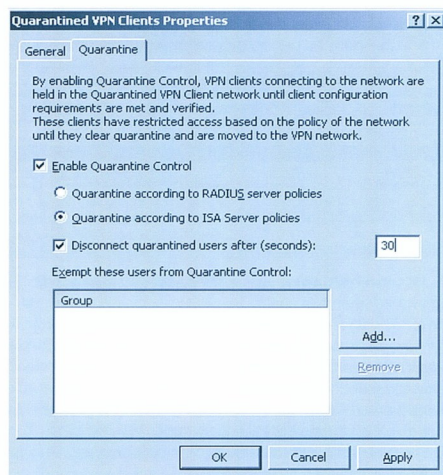 Quarantined VPN Clients Properties
General Quarantine
By enabling Quarantine Control, VPN clients connecting to the network are
held in the Quarantined VPN Client network until client configuration
requirements are met and verified.
These clients have restricted access based on the policy of the network
until they clear quarantine and are moved to the VPN network.
Enable Quarantine Control
Quarantine according to RADIUS server policies
Quarantine according to ISA Server policies
Disconnect quarantined users after (seconds): 30
Exempt these users from Quarantine Control:
Group
Add...
Remove
OK Cancel Apply